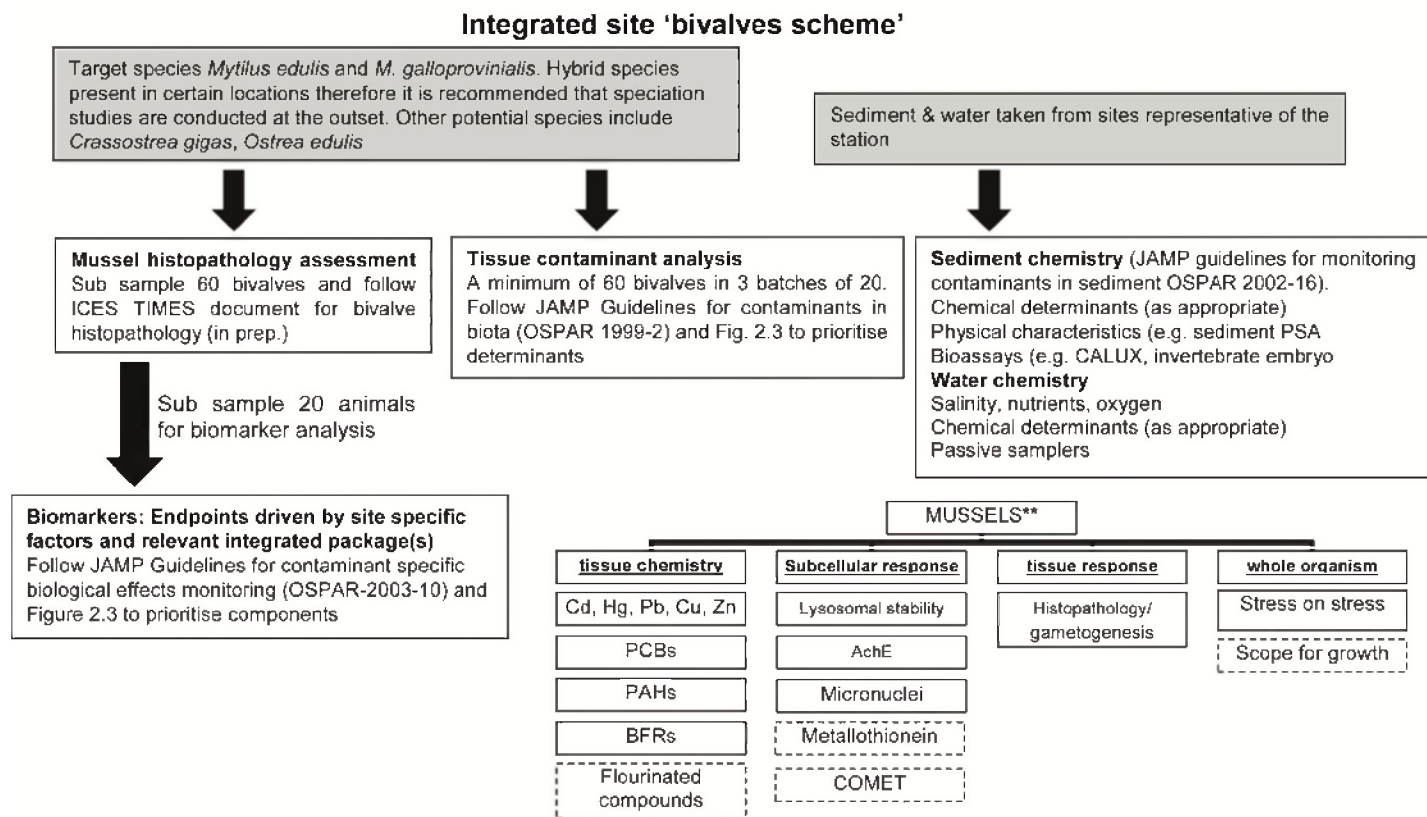 Integrated site ‘bivalves scheme’
Target species Mytilus edulis and M. galloprovinialis. Hybrid species
present in certain locations therefore it is recommended that speciation
studies are conducted at the outset. Other potential species include
Crassostrea gigas, Ostrea edulis
Sediment & water taken from sites representative of the
station
Mussel histopathology assessment
Sub sample 60 bivalves and follow
ICES TIMES document for bivalve
histopathology (in prep.)
Tissue contaminant analysis
A minimum of 60 bivalves in 3 batches of 20.
Follow JAMP Guidelines for contaminants in
biota (OSPAR 1999-2) and Fig. 2.3 to prioritise
determinants
Sediment chemistry (JAMP guidelines for monitoring
contaminants in sediment OSPAR 2002-16).
Chemical determinants (as appropriate)
Physical characteristics (e.g. sediment PSA
Bioassays (e.g. CALUX, invertebrate embryo
Water chemistry
Salinity, nutrients, oxygen
Chemical determinants (as appropriate)
Passive samplers
Sub sample 20 animals
for biomarker analysis
Biomarkers: Endpoints driven by site specific
factors and relevant integrated package(s)
Follow JAMP Guidelines for contaminant specific
biological effects monitoring (OSPAR-2003-10) and
Figure 2.3 to prioritise components
MUSSELS**
tissue chemistry
Cd, Hg, Pb, Cu, Zn
PCBs
PAHs
BFRs
Flourinated
compounds
Subcellular response
Lysosomal stability
AchE
Micronuclei
Metallothionein
COMET
tissue response
Histopathology/
gametogenesis
whole organism
Stress on stress
Scope for growth